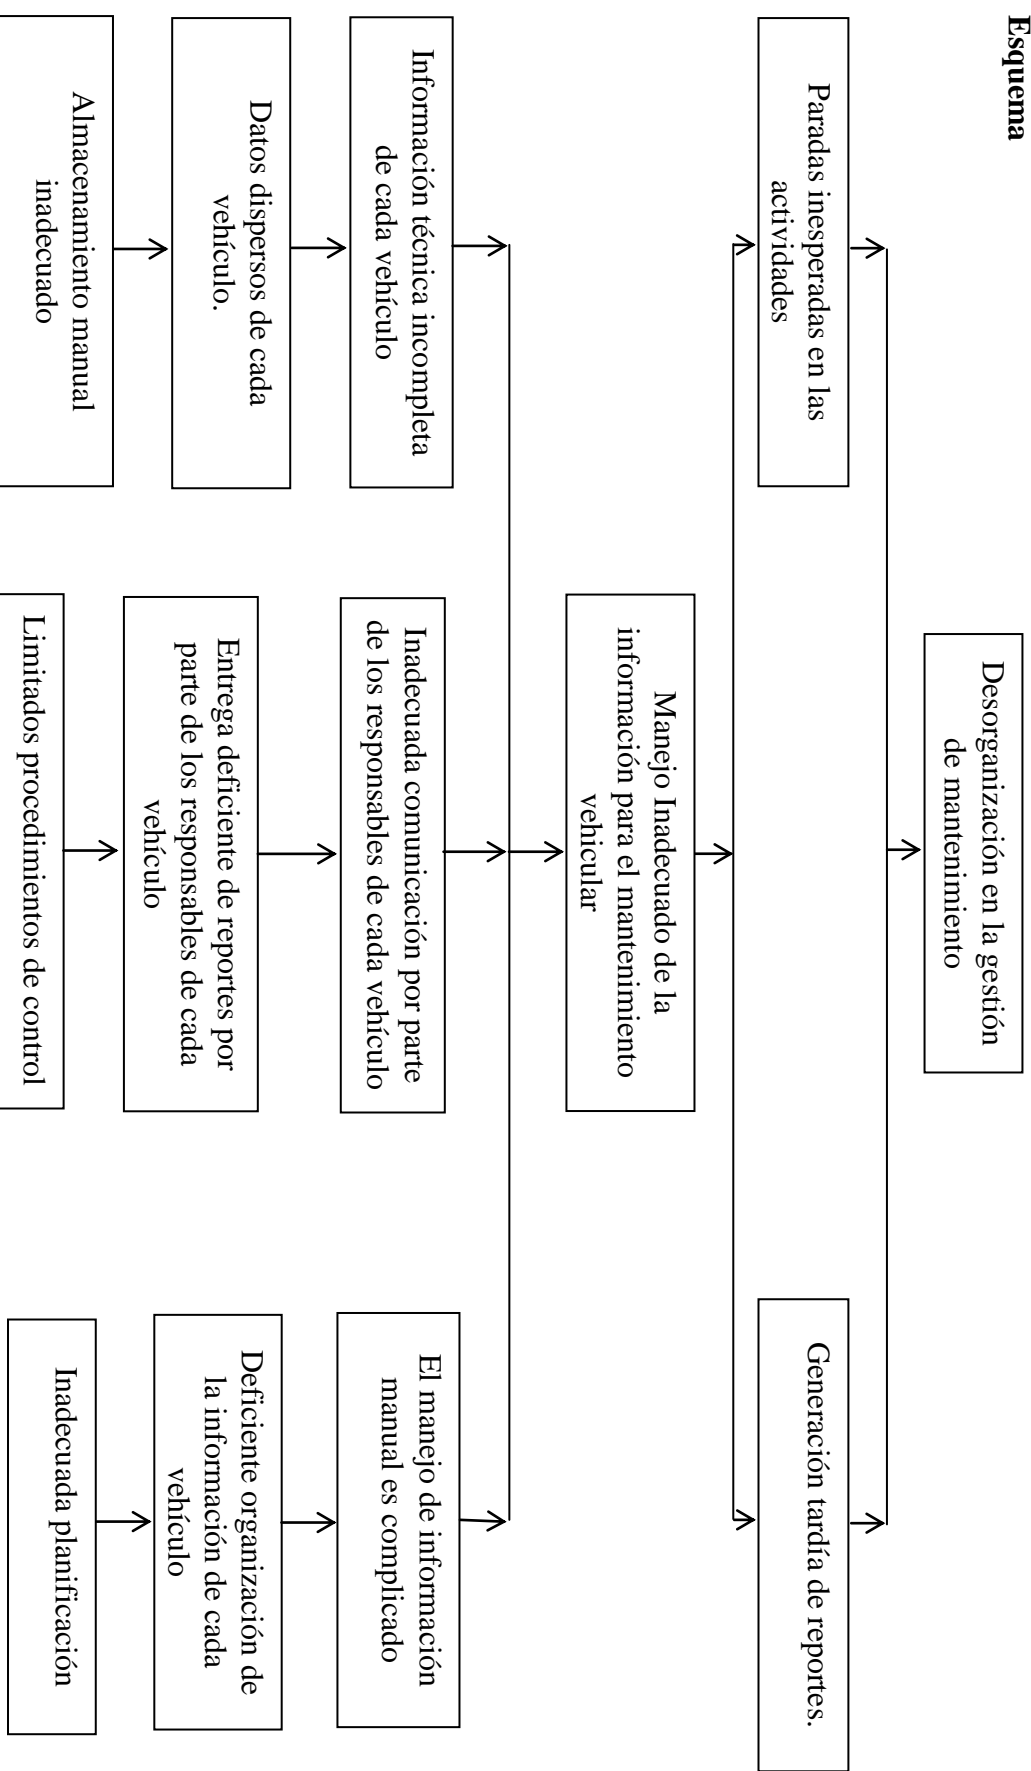 Esquema
Desorganización en la gestión
de mantenimiento
Paradas inesperadas en las
actividades
Generación tardía de reportes.
Manejo Inadecuado de la
información para el mantenimiento
vehicular
Información técnica incompleta
de cada vehículo
Inadecuada comunicación por parte
de los responsables de cada vehículo
El manejo de información
manual es complicado
Datos dispersos de cada
vehículo.
Entrega deficiente de reportes por
parte de los responsables de cada
vehículo
Deficiente organización de
la información de cada
vehículo
Almacenamiento manual
inadecuado
Limitados procedimientos de control
Inadecuada planificación